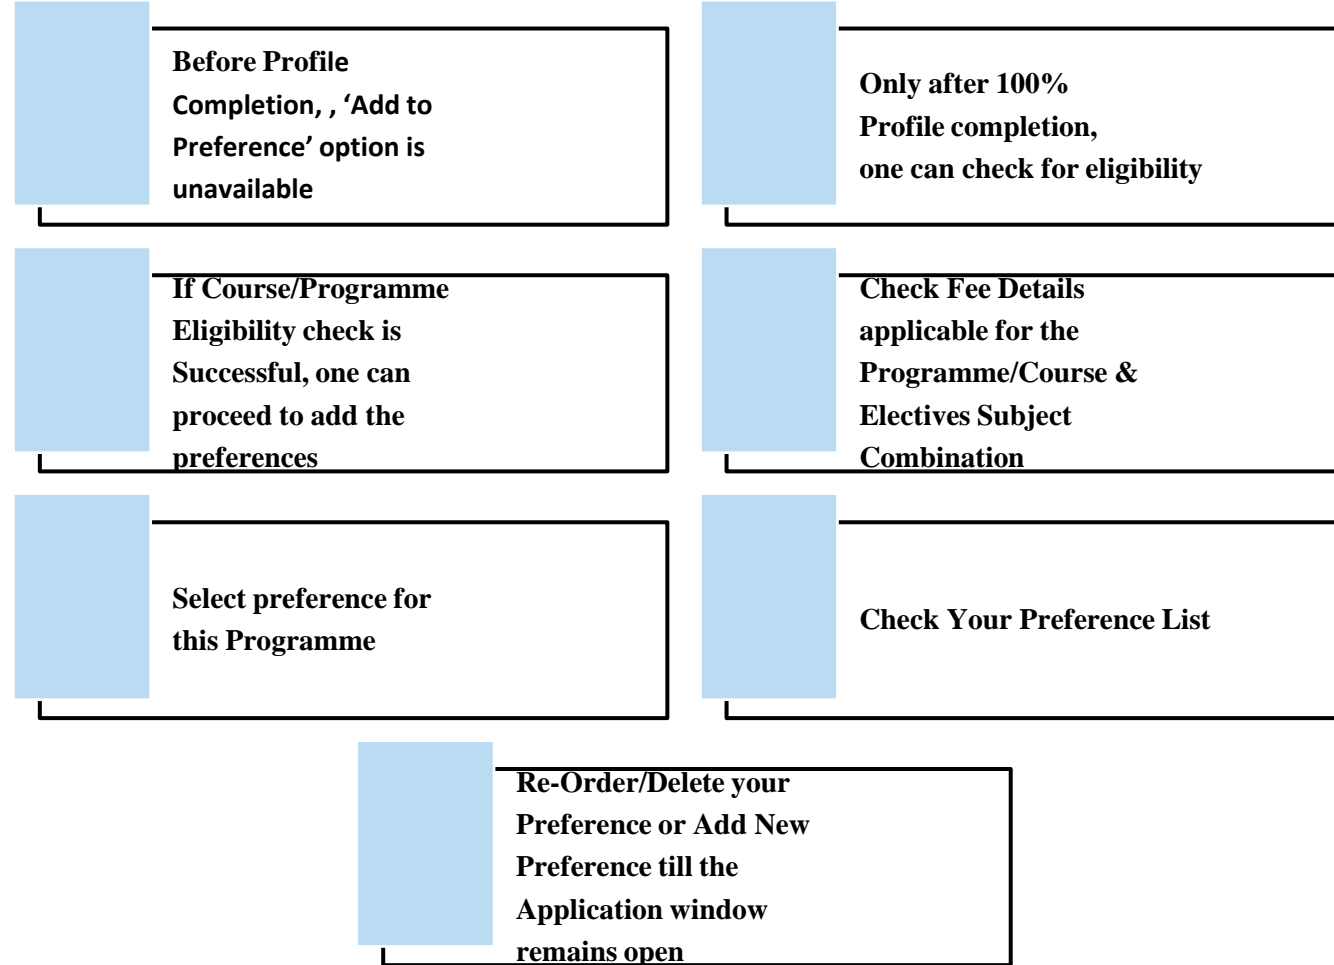 Before Profile
Completion, , ‘Add to
Preference’ option is
unavailable
Only after 100%
Profile completion,
one can check for eligibility
If Course/Programme
Eligibility check is
Successful, one can
proceed to add the
preferences
Check Fee Details
applicable for the
Programme/Course &
Electives Subject
Combination
Select preference for
this Programme
Check Your Preference List
Re-Order/Delete your
Preference or Add New
Preference till the
Application window
remains open